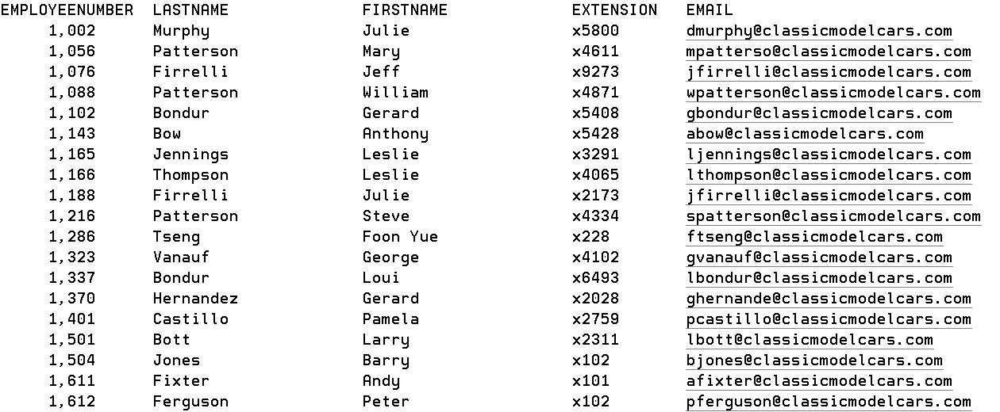 EMPLOYEENUMBER LASTNAME FIRSTNAME EXTENSION EMAIL
1,002 Murphy Julie x5800 dmurphy@classicmodelcars.com
1,056 Patterson Mary x4611 mpatterso@classicmodelcars.com
1,076 Firrelli Jeff x9273 jfirrelli@classicmodelcars.com
1,088 Patterson William x4871 wpatterson@classicmodelcars.com
1,102 Bondur Gerard x5408 gbondur@classicmodelcars.com
1,143 Bow Anthony x5428 abow@classicmodelcars.com
1,165 Jennings Leslie x3291 ljennings@classicmodelcars.com
1,166 Thompson Leslie x4065 lthompson@classicmodelcars.com
1,188 Firrelli Julie x2173 jfirrelli@classicmodelcars.com
1,216 Patterson Steve x4334 spatterson@classicmodelcars.com
1,286 Tseng Foon Yue x228 ftseng@classicmodelcars.com
1,323 Vanauf George x4102 gvanauf@classicmodelcars.com
1,337 Bondur Loui x6493 lbondur@classicmodelcars.com
1,370 Hernandez Gerard x2028 ghernande@classicmodelcars.com
1,401 Castillo Pamela x2759 pcastillo@classicmodelcars.com
1,501 Bott Larry x2311 lbott@classicmodelcars.com
1,504 Jones Barry x102 bjones@classicmodelcars.com
1,611 Fixter Andy x101 afixter@classicmodelcars.com
1,612 Ferguson Peter x102 pferguson@classicmodelcars.com